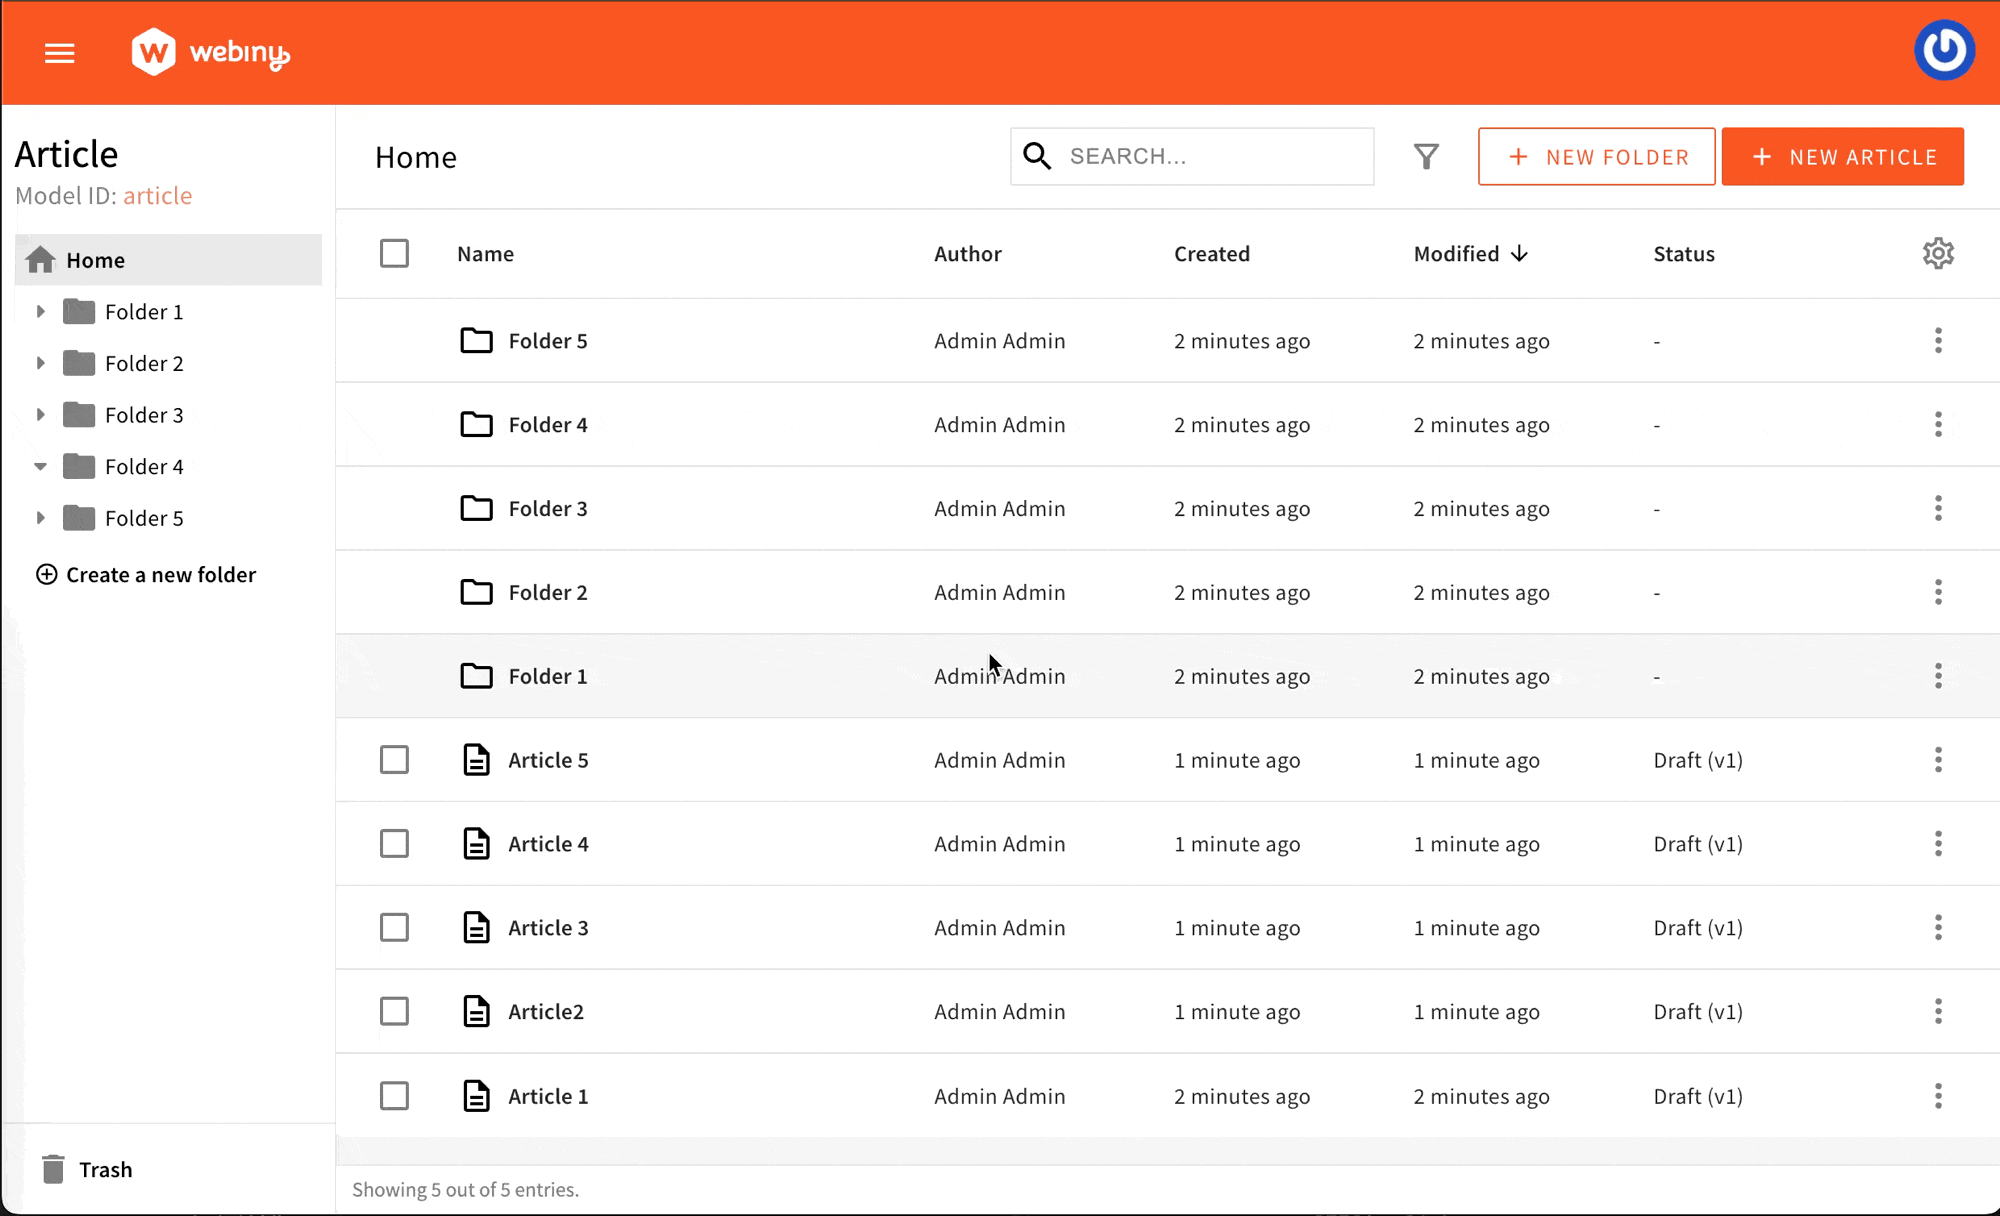 webiny
Article
Model ID: article
Home
Folder 1
Folder 2
Folder 3
Folder 4
Folder 5
Create a new folder
Trash
Home
SEARCH...
+ NEW FOLDER
+ NEW ARTICLE
Name Author Created Modified Status
Folder 5 Admin Admin 2 minutes ago 2 minutes ago -
Folder 4 Admin Admin 2 minutes ago 2 minutes ago -
Folder 3 Admin Admin 2 minutes ago 2 minutes ago -
Folder 2 Admin Admin 2 minutes ago 2 minutes ago -
Folder 1 Admin Admin 2 minutes ago 2 minutes ago -
Article 5 Admin Admin 1 minute ago 1 minute ago Draft (v1)
Article 4 Admin Admin 1 minute ago 1 minute ago Draft (v1)
Article 3 Admin Admin 1 minute ago 1 minute ago Draft (v1)
Article2 Admin Admin 1 minute ago 1 minute ago Draft (v1)
Article 1 Admin Admin 2 minutes ago 2 minutes ago Draft (v1)
Showing 5 out of 5 entries.